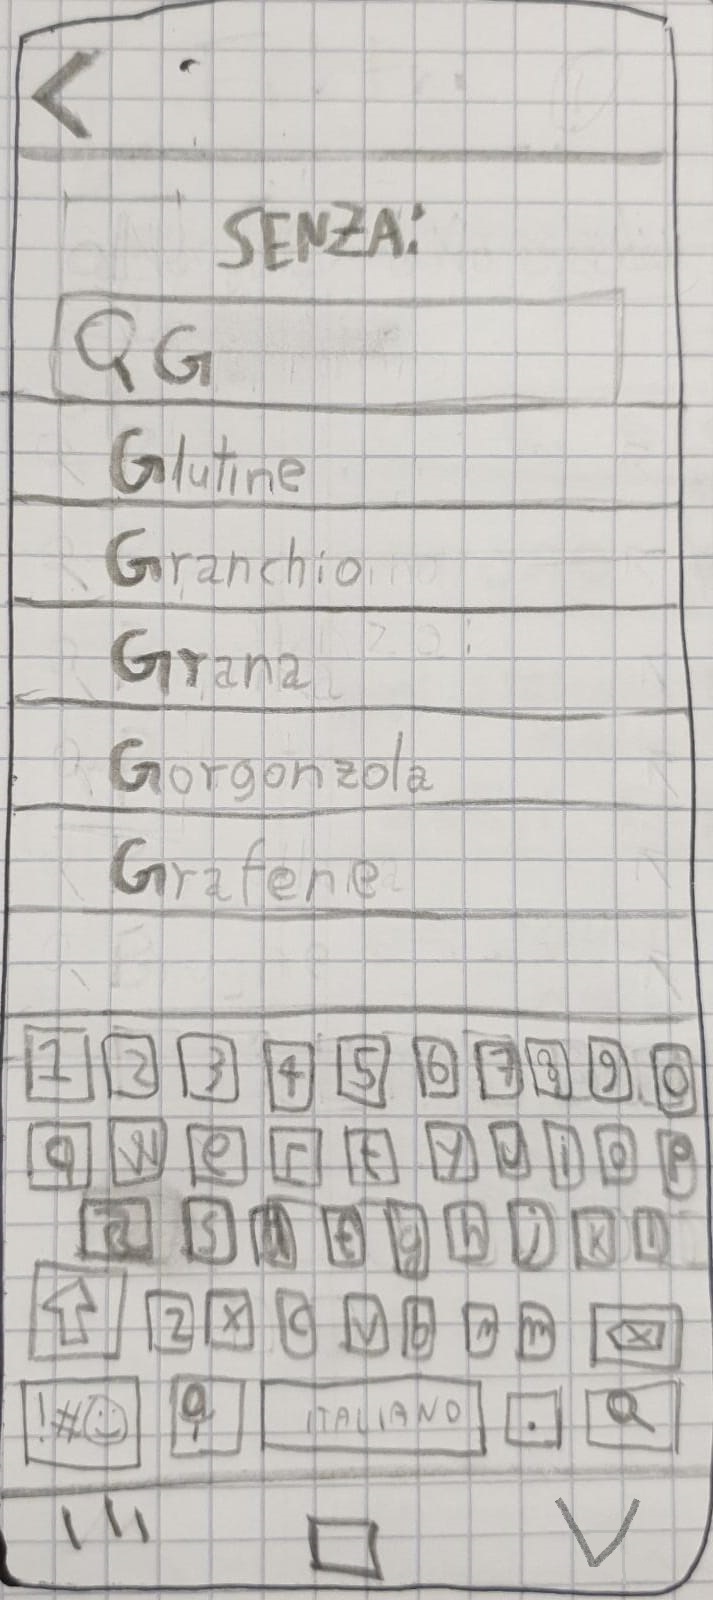 SENZA:
G
Glutine
Granchio
Grana
Gorgonzola
Grafene
1 2 3 4 5 6 7 8 9 0
q w e r t y u i o p
a s d f g h j k l
z x c v b n m
!#☺ ITALIANO .